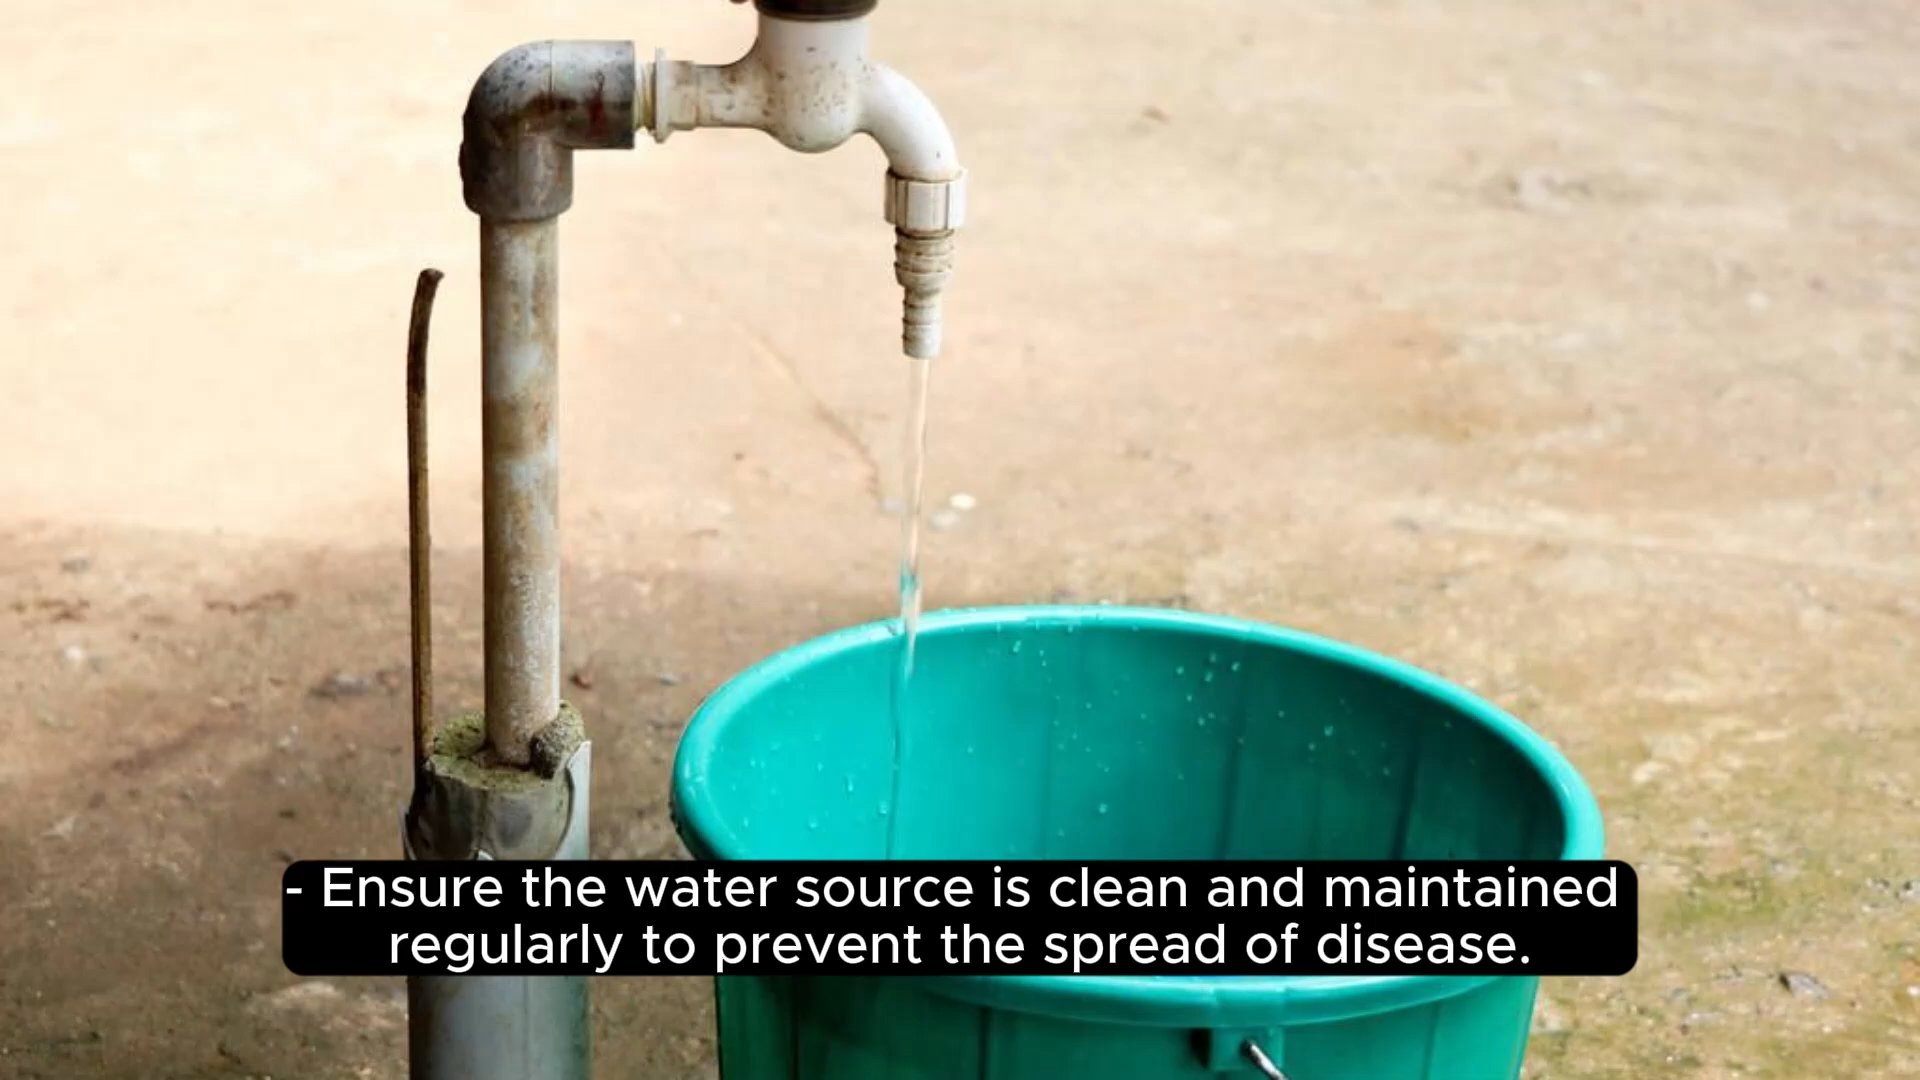 - Ensure the water source is clean and maintained
regularly to prevent the spread of disease.